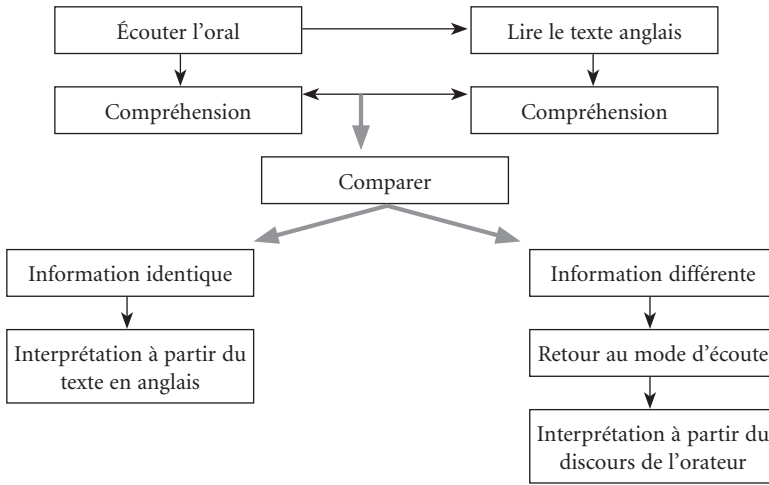 Écouter l'oral
Lire le texte anglais
Compréhension
Compréhension
Comparer
Information identique
Information différente
Interprétation à partir du
texte en anglais
Retour au mode d'écoute
Interprétation à partir du
discours de l'orateur